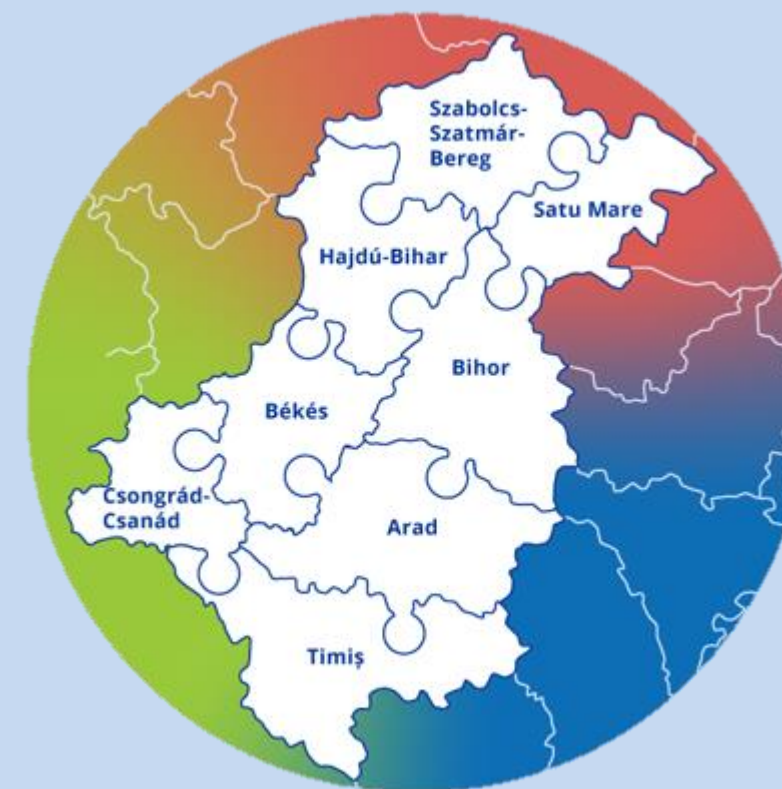 Szabolcs-
Szatmár-
Bereg
Satu Mare
Hajdú-Bihar
Bihor
Békés
Csongrád-
Csanád
Arad
Timiș